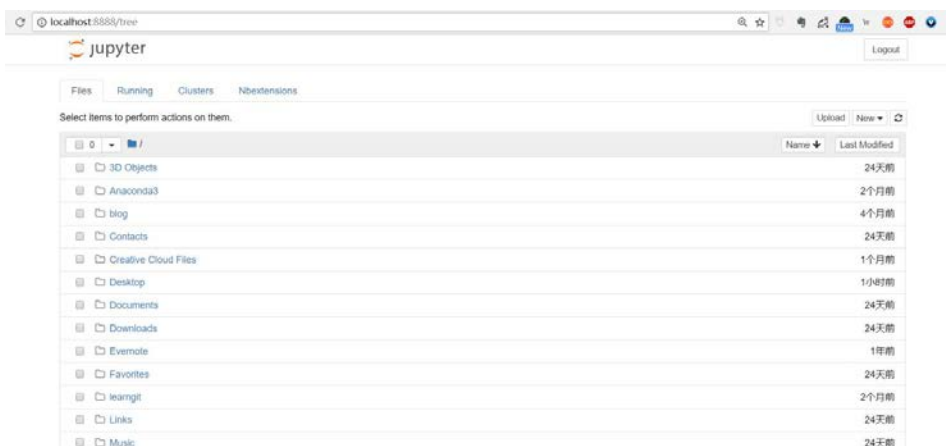 localhost:8888/tree
jupyter
Logout
Files Running Clusters Nbextensions
Select items to perform actions on them.
Upload New
0 / Name Last Modified
3D Objects 24天前
Anaconda3 2个月前
blog 4个月前
Contacts 24天前
Creative Cloud Files 1个月前
Desktop 1小时前
Documents 24天前
Downloads 24天前
Evernote 1年前
Favorites 24天前
learngit 2个月前
Links 24天前
Music 24天前